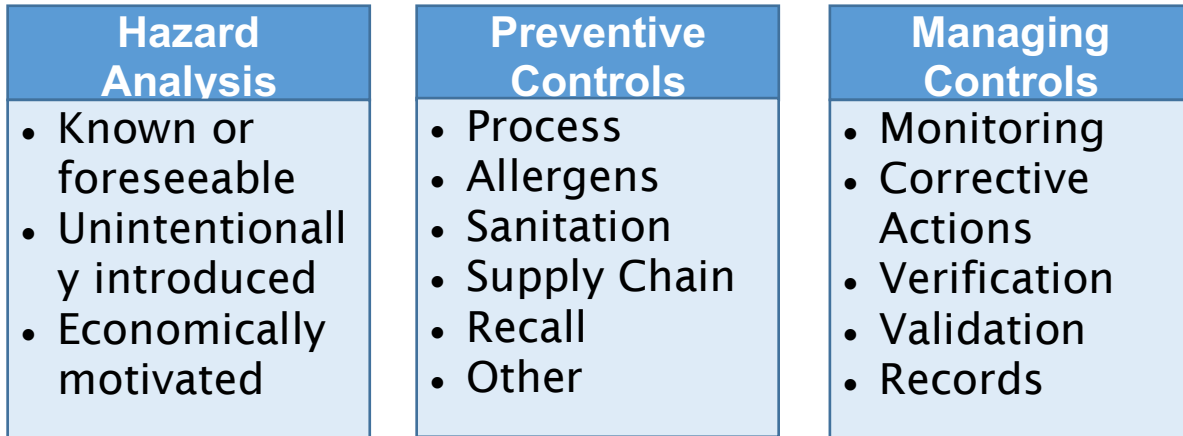 Hazard
Analysis
• Known or
foreseeable
• Unintentionall
y introduced
• Economically
motivated
Preventive
Controls
• Process
• Allergens
• Sanitation
• Supply Chain
• Recall
• Other
Managing
Controls
• Monitoring
• Corrective
Actions
• Verification
• Validation
• Records